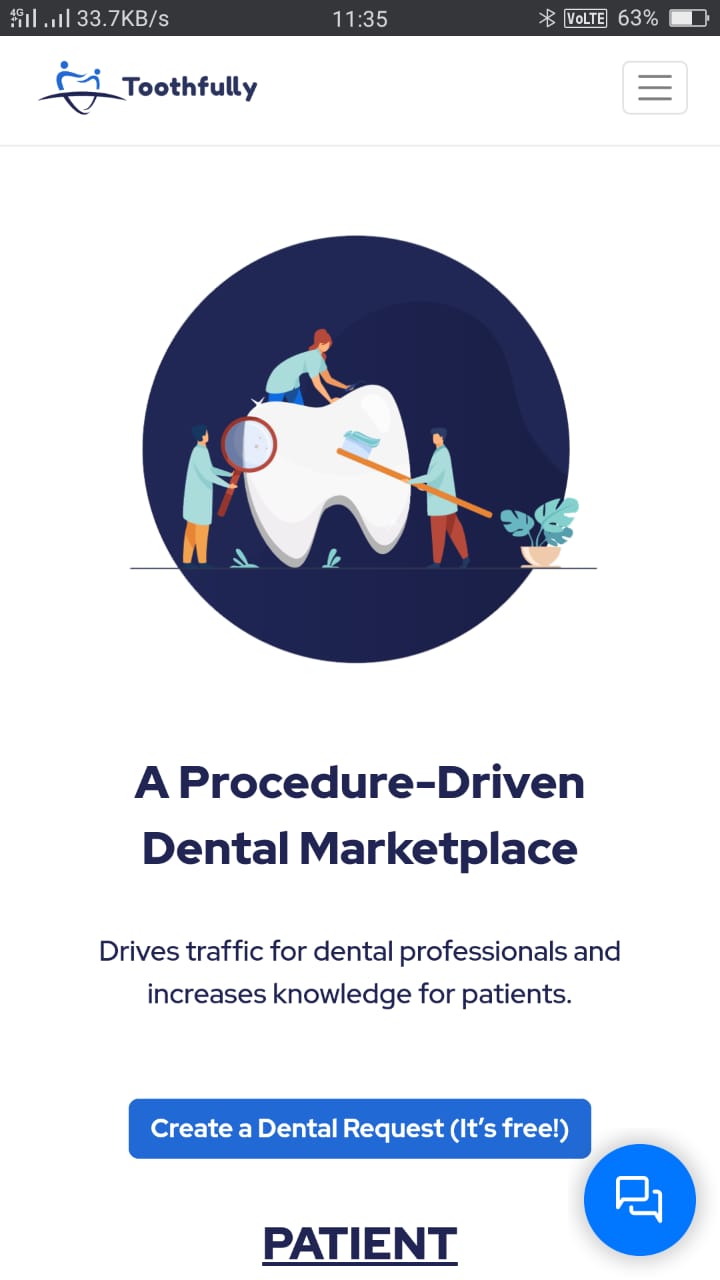 4G 33.7KB/s 11:35 VoLTE 63%
Toothfully
A Procedure-Driven
Dental Marketplace
Drives traffic for dental professionals and
increases knowledge for patients.
Create a Dental Request (It’s free!)
PATIENT